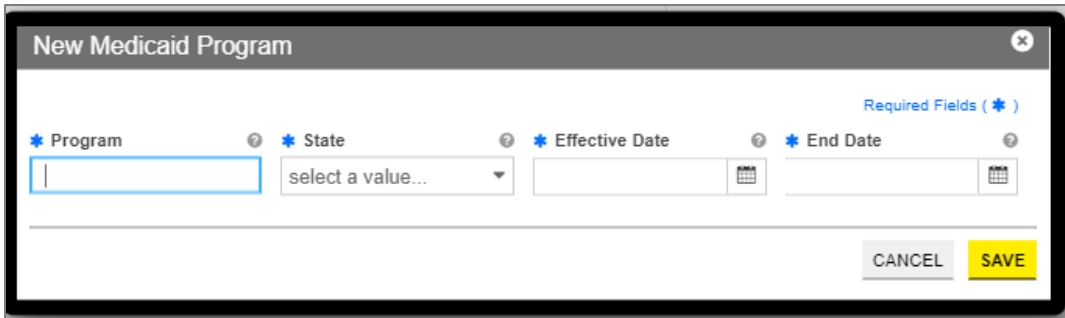 New Medicaid Program
Required Fields ( * )
* Program
* State
* Effective Date
* End Date
select a value...
CANCEL
SAVE